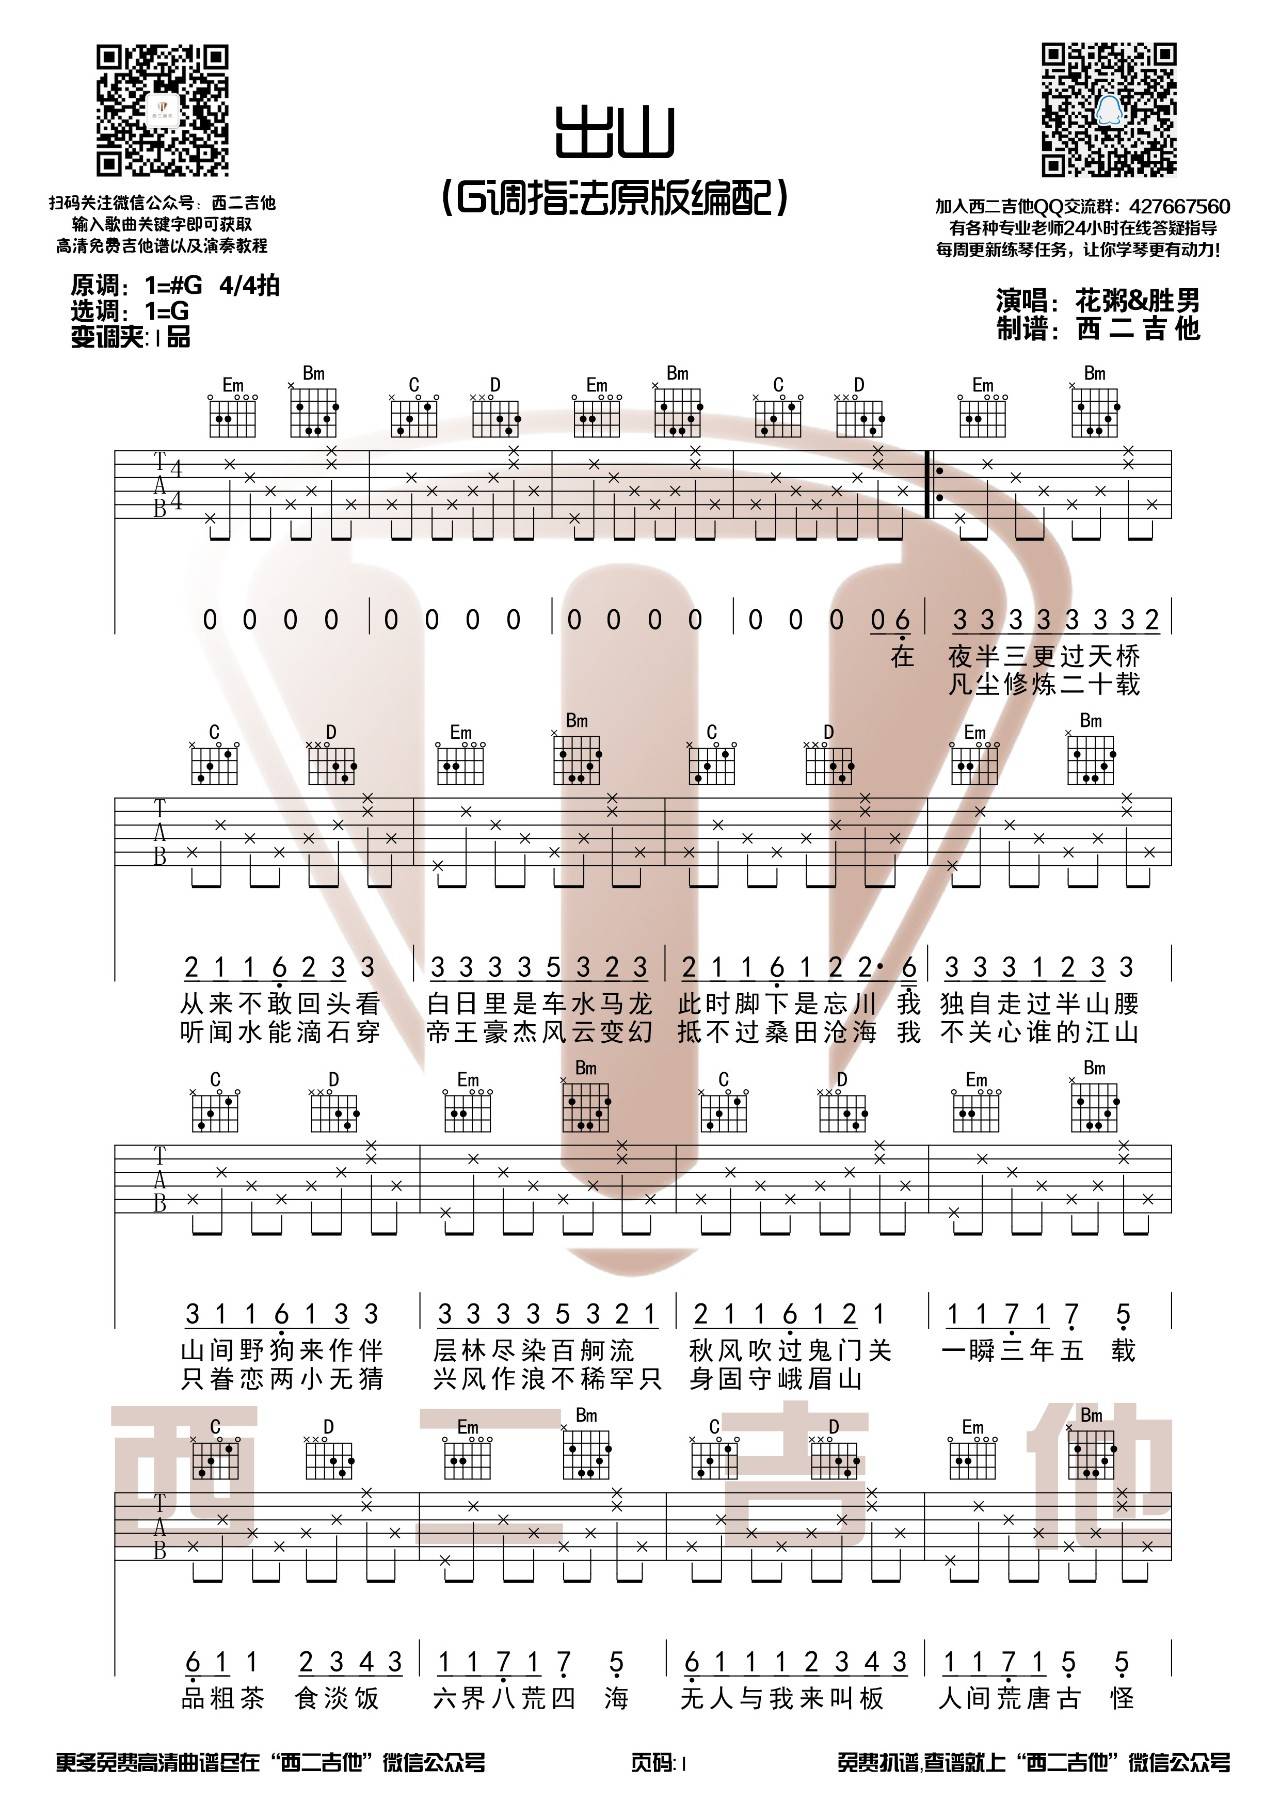 出山
(G调指法原版编配)
扫码关注微信公众号：西二吉他
输入歌曲关键字即可获取
高清免费吉他谱以及演奏教程
加入西二吉他QQ交流群：427667560
有各种专业老师24小时在线答疑指导
每周更新练琴任务，让你学琴更有动力!
原调：1=#G 4/4拍
选调：1=G
变调夹:1品
演唱：花粥&胜男
制谱：西二吉他
Em Bm C D Em Bm C D Em Bm
T A B 4 4
0 0 0 0 0 0 0 0 0 0 0 0 0 0 0 0 6 3 3 3 3 3 3 3 2
在 夜半三更过天桥
凡尘修炼二十载
C D Em Bm C D Em Bm
T A B
2 1 1 6 2 3 3 3 3 3 3 5 3 2 3 2 1 1 6 1 2 2· 6 3 3 3 1 2 3 3
从来不敢回头看 白日里是车水马龙 此时脚下是忘川 我 独自走过半山腰
听闻水能滴石穿 帝王豪杰风云变幻 抵不过桑田沧海 我 不关心谁的江山
C D Em Bm C D Em Bm
T A B
3 1 1 6 1 3 3 3 3 3 3 5 3 2 1 2 1 1 6 1 2 1 1 1 7 1 7 5
山间野狗来作伴 层林尽染百舸流 秋风吹过鬼门关 一瞬三年五 载
只眷恋两小无猜 兴风作浪不稀罕只 身固守峨眉山
西二吉他
C D Em Bm C D Em Bm
T A B
6 1 1 2 3 4 3 1 1 7 1 7 5 6 1 1 1 2 3 4 3 1 1 7 1 5 5
品粗茶 食淡饭 六界八荒四 海 无人与我来叫板 人间荒唐古 怪
更多免费高清曲谱尽在“西二吉他”微信公众号
页码:1
免费扒谱,查谱就上“西二吉他”微信公众号